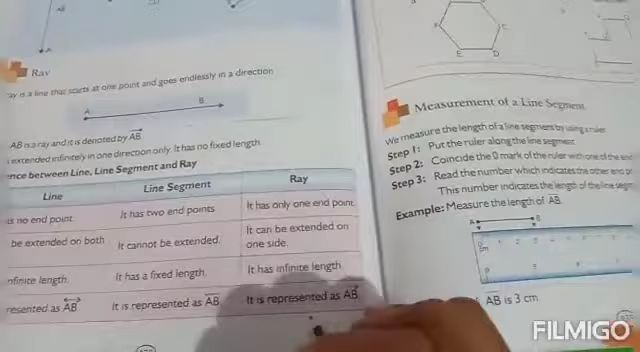 AB
A
Ray
ray is a line that starts at one point and goes endlessly in a direction
A B
AB is a ray and it is denoted by AB
extended infinitely in one direction only. It has no fixed length.
ence between Line, Line Segment and Ray
Line Line Segment Ray
as no end point. It has two end points It has only one end point.
be extended on both It cannot be extended. It can be extended on one side.
nfinite length. It has a fixed length. It has infinite length
resented as AB It is represented as AB. It is represented as AB.
E D
C
Measurement of a Line Segment
We measure the length of a line segment by using a ruler
Step 1: Put the ruler along the line segment.
Step 2: Coincide the 0 mark of the ruler with one of the end
Step 3: Read the number which indicates the other end
This number indicates the length of the line
Example: Measure the length of AB.
A B
0 1 2 3
cm
AB is 3 cm
FILMIGO